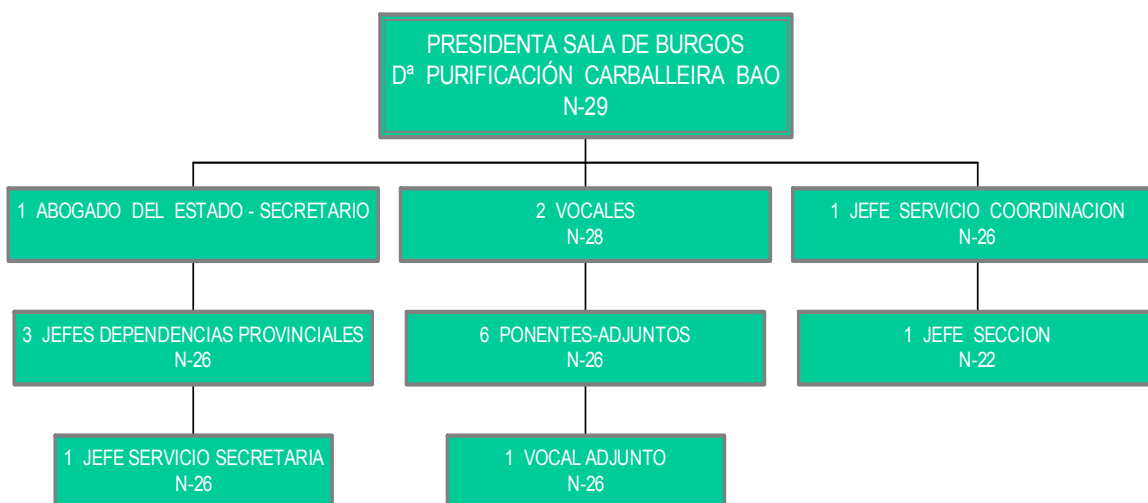 PRESIDENTA SALA DE BURGOS
Dª PURIFICACIÓN CARBALLEIRA BAO
N-29
1 ABOGADO DEL ESTADO - SECRETARIO
2 VOCALES
N-28
1 JEFE SERVICIO COORDINACION
N-26
3 JEFES DEPENDENCIAS PROVINCIALES
N-26
6 PONENTES-ADJUNTOS
N-26
1 JEFE SECCION
N-22
1 JEFE SERVICIO SECRETARIA
N-26
1 VOCAL ADJUNTO
N-26